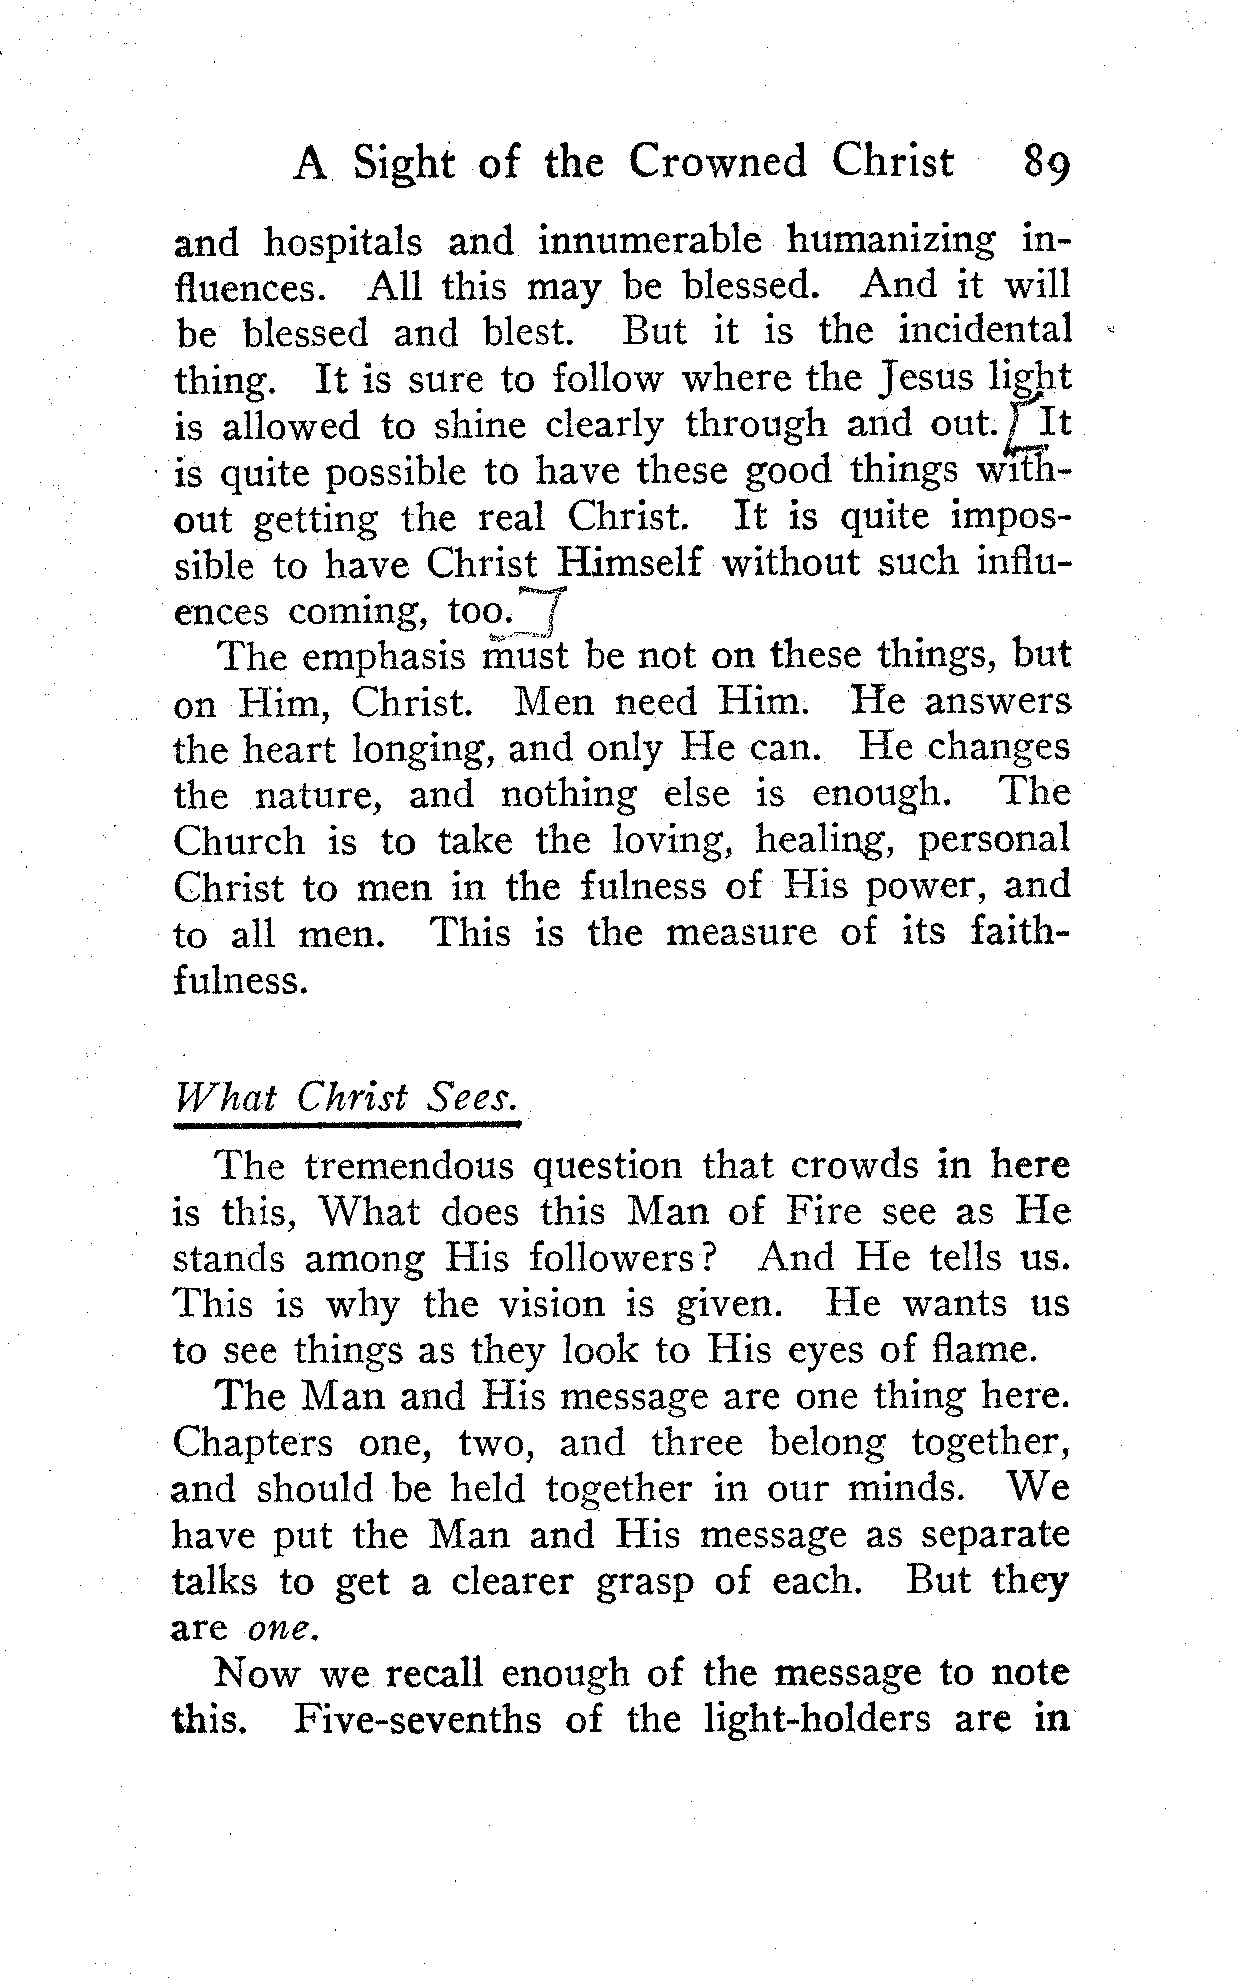 A Sight of the Crowned Christ 89
and hospitals and innumerable humanizing in-
fluences. All this may be blessed. And it will
be blessed and blest. But it is the incidental
thing. It is sure to follow where the Jesus light
is allowed to shine clearly through and out. [It
is quite possible to have these good things with-
out getting the real Christ. It is quite impos-
sible to have Christ Himself without such influ-
ences coming, too.]
The emphasis must be not on these things, but
on Him, Christ. Men need Him. He answers
the heart longing, and only He can. He changes
the nature, and nothing else is enough. The
Church is to take the loving, healing, personal
Christ to men in the fulness of His power, and
to all men. This is the measure of its faith-
fulness.
What Christ Sees.
The tremendous question that crowds in here
is this, What does this Man of Fire see as He
stands among His followers? And He tells us.
This is why the vision is given. He wants us
to see things as they look to His eyes of flame.
The Man and His message are one thing here.
Chapters one, two, and three belong together,
and should be held together in our minds. We
have put the Man and His message as separate
talks to get a clearer grasp of each. But they
are one.
Now we recall enough of the message to note
this. Five-sevenths of the light-holders are in